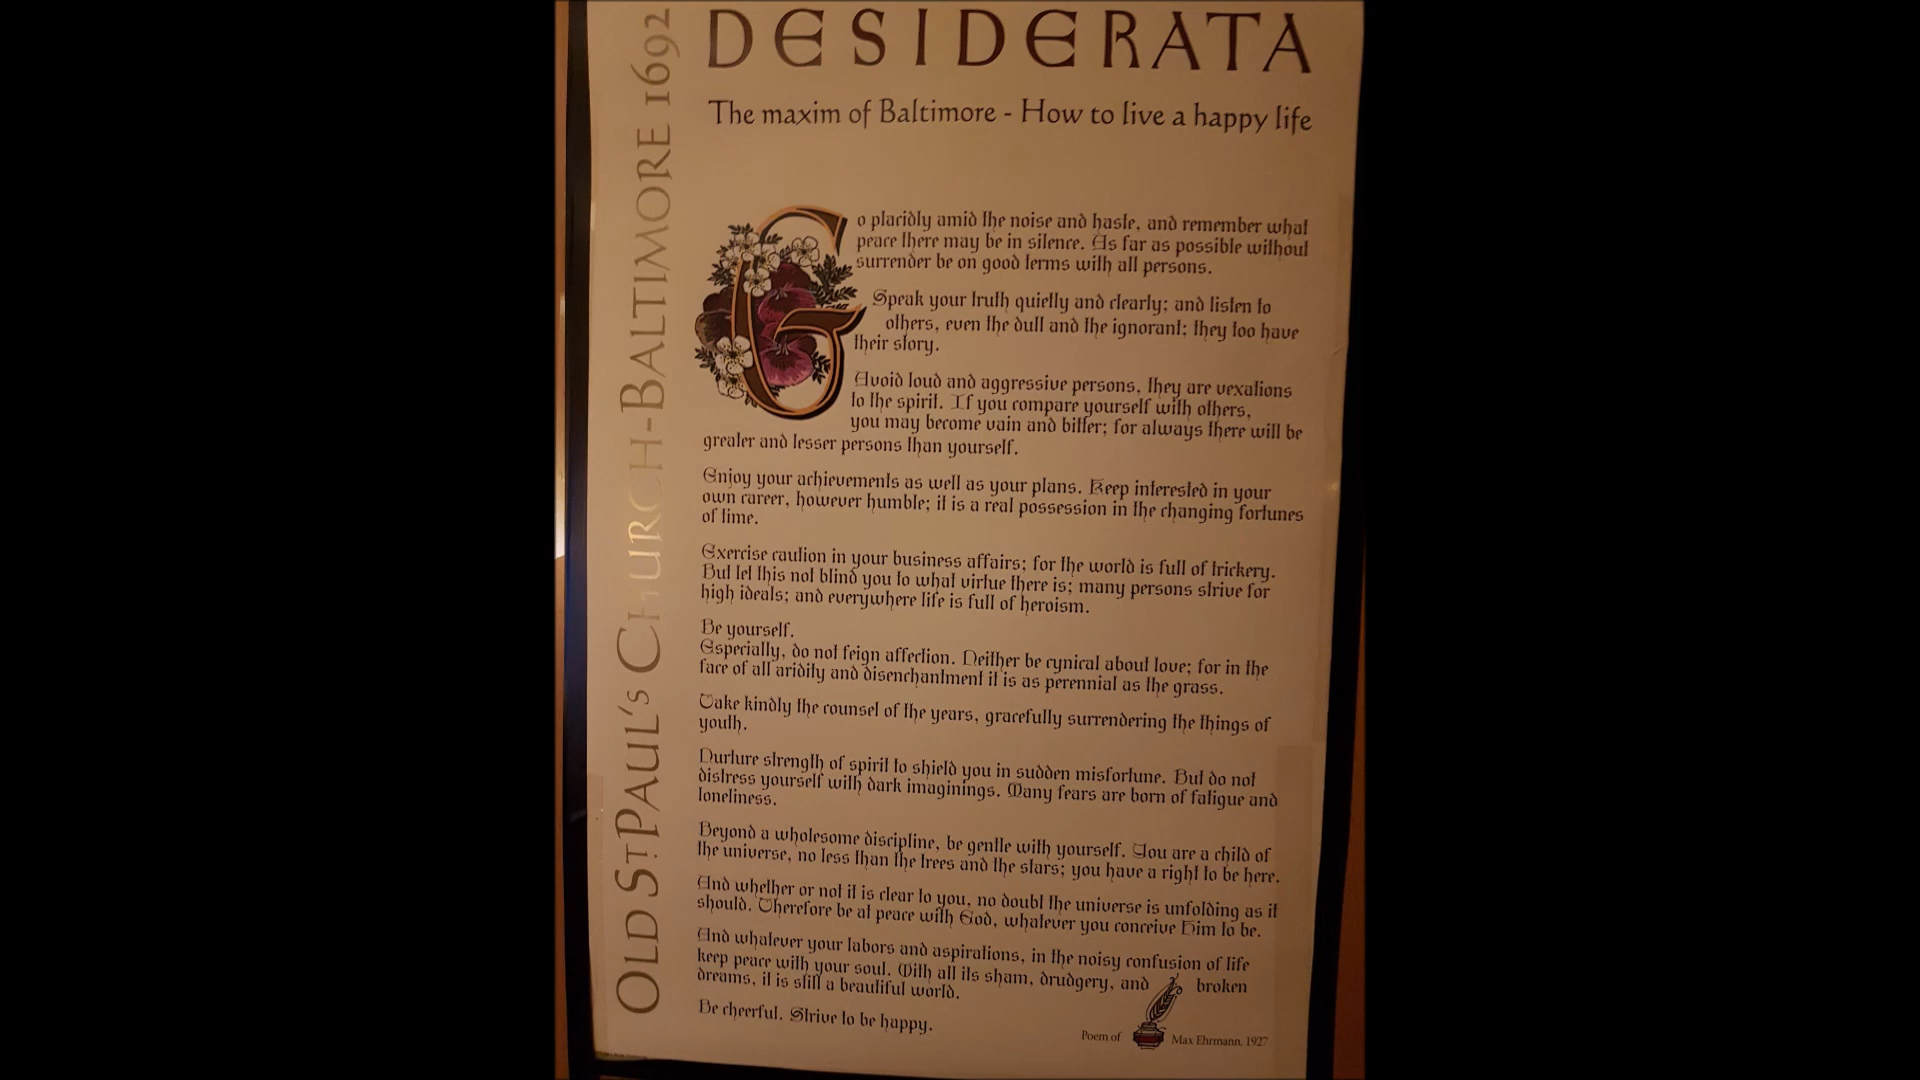 DESIDERATA
The maxim of Baltimore - How to live a happy life
OLD ST PAUL'S CHURCH-BALTIMORE 1692
Go placidly amid the noise and haste, and remember what
peace there may be in silence. As far as possible without
surrender be on good terms with all persons.
Speak your truth quietly and clearly; and listen to
others, even the dull and the ignorant; they too have
their story.
Avoid loud and aggressive persons, they are vexations
to the spirit. If you compare yourself with others,
you may become vain and bitter; for always there will be
greater and lesser persons than yourself.
Enjoy your achievements as well as your plans. Keep interested in your
own career, however humble; it is a real possession in the changing fortunes
of time.
Exercise caution in your business affairs; for the world is full of trickery.
But let this not blind you to what virtue there is; many persons strive for
high ideals; and everywhere life is full of heroism.
Be yourself.
Especially, do not feign affection. Neither be cynical about love; for in the
face of all aridity and disenchantment it is as perennial as the grass.
Take kindly the counsel of the years, gracefully surrendering the things of
youth.
Nurture strength of spirit to shield you in sudden misfortune. But do not
distress yourself with dark imaginings. Many fears are born of fatigue and
loneliness.
Beyond a wholesome discipline, be gentle with yourself. You are a child of
the universe, no less than the trees and the stars; you have a right to be here.
And whether or not it is clear to you, no doubt the universe is unfolding as it
should. Therefore be at peace with God, whatever you conceive Him to be.
And whatever your labors and aspirations, in the noisy confusion of life
keep peace with your soul. With all its sham, drudgery, and broken
dreams, it is still a beautiful world.
Be cheerful. Strive to be happy.
Poem of Max Ehrmann, 1927